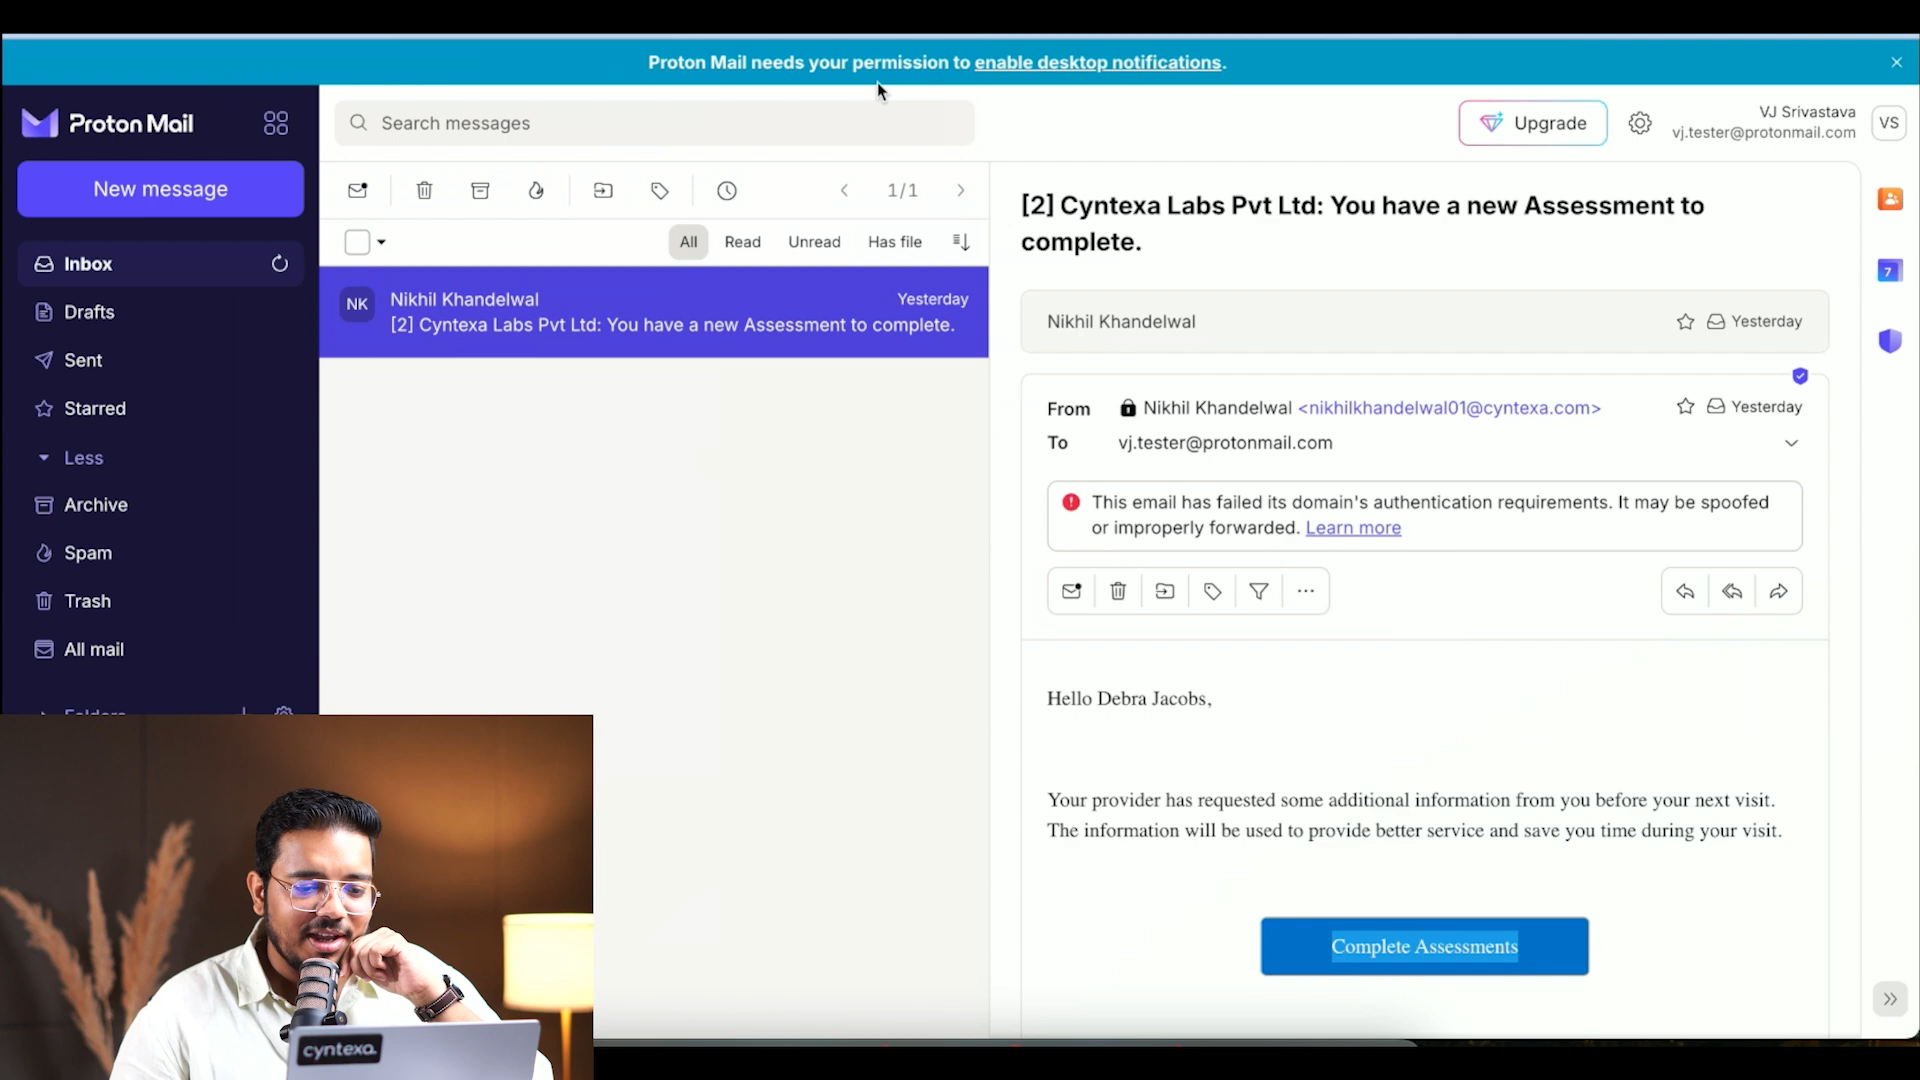 Proton Mail needs your permission to enable desktop notifications.
Proton Mail
Search messages
Upgrade
VJ Srivastava
vj.tester@protonmail.com
VS
New message
1/1
All
Read
Unread
Has file
Inbox
Drafts
Sent
Starred
Less
Archive
Spam
Trash
All mail
NK
Nikhil Khandelwal
Yesterday
[2] Cyntexa Labs Pvt Ltd: You have a new Assessment to complete.
[2] Cyntexa Labs Pvt Ltd: You have a new Assessment to
complete.
Nikhil Khandelwal
Yesterday
From
Nikhil Khandelwal <nikhilkhandelwal01@cyntexa.com>
Yesterday
To
vj.tester@protonmail.com
This email has failed its domain's authentication requirements. It may be spoofed
or improperly forwarded. Learn more
Hello Debra Jacobs,
Your provider has requested some additional information from you before your next visit.
The information will be used to provide better service and save you time during your visit.
Complete Assessments
7
cyntexa.